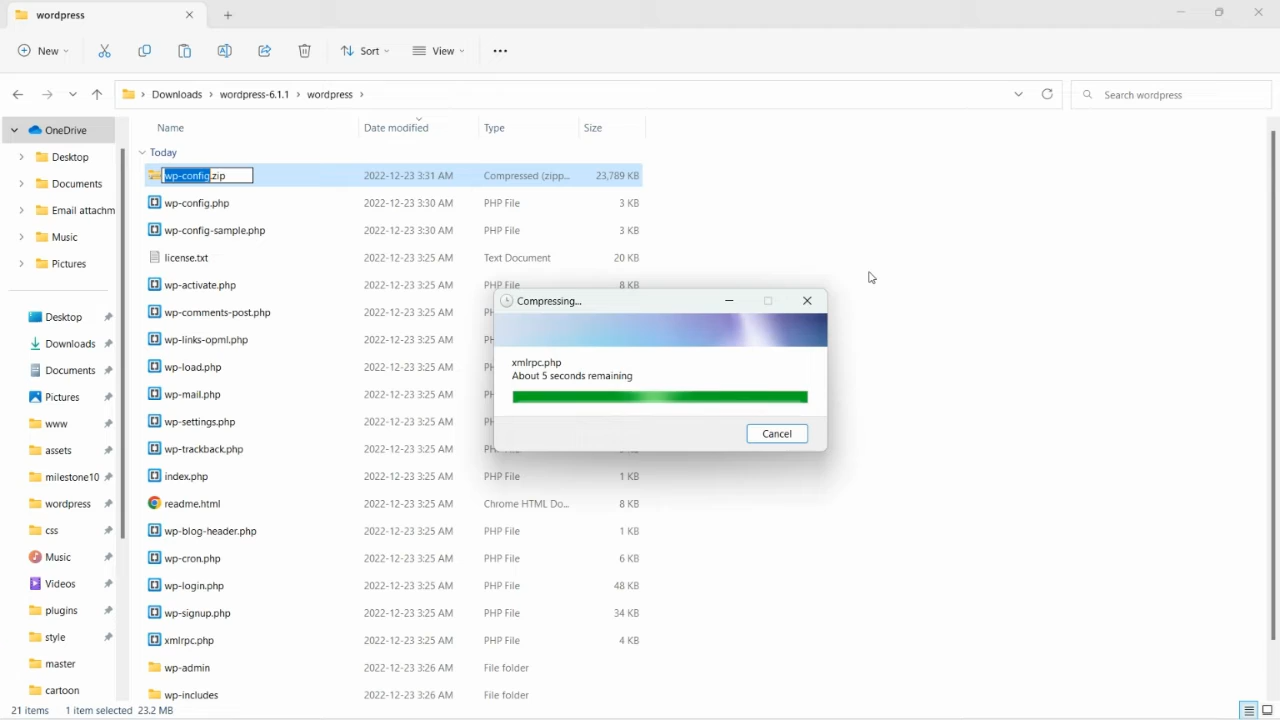 wordpress
New
Sort
View
Downloads > wordpress-6.1.1 > wordpress >
Search wordpress
OneDrive
Desktop
Documents
Email attachm
Music
Pictures
Desktop
Downloads
Documents
Pictures
www
assets
milestone10
wordpress
css
Music
Videos
plugins
style
master
cartoon
Name Date modified Type Size
Today
wp-config.zip 2022-12-23 3:31 AM Compressed (zipp... 23,789 KB
wp-config.php 2022-12-23 3:30 AM PHP File 3 KB
wp-config-sample.php 2022-12-23 3:30 AM PHP File 3 KB
license.txt 2022-12-23 3:25 AM Text Document 20 KB
wp-activate.php 2022-12-23 3:25 AM PHP File 8 KB
wp-comments-post.php 2022-12-23 3:25 AM
wp-links-opml.php 2022-12-23 3:25 AM
wp-load.php 2022-12-23 3:25 AM
wp-mail.php 2022-12-23 3:25 AM
wp-settings.php 2022-12-23 3:25 AM
wp-trackback.php 2022-12-23 3:25 AM
index.php 2022-12-23 3:25 AM PHP File 1 KB
readme.html 2022-12-23 3:25 AM Chrome HTML Do... 8 KB
wp-blog-header.php 2022-12-23 3:25 AM PHP File 1 KB
wp-cron.php 2022-12-23 3:25 AM PHP File 6 KB
wp-login.php 2022-12-23 3:25 AM PHP File 48 KB
wp-signup.php 2022-12-23 3:25 AM PHP File 34 KB
xmlrpc.php 2022-12-23 3:25 AM PHP File 4 KB
wp-admin 2022-12-23 3:26 AM File folder
wp-includes 2022-12-23 3:26 AM File folder
Compressing...
xmlrpc.php
About 5 seconds remaining
Cancel
21 items 1 item selected 23.2 MB